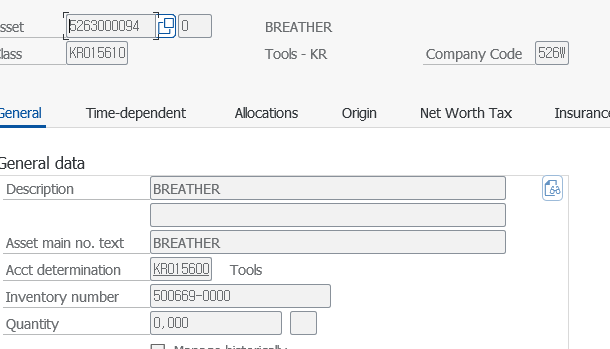 sset 5263000094 0 BREATHER
lass KR015610 Tools - KR Company Code 526W
General Time-dependent Allocations Origin Net Worth Tax Insuranc
General data
Description BREATHER
Asset main no. text BREATHER
Acct determination KR015600 Tools
Inventory number 500669-0000
Quantity 0,000
Manage historically